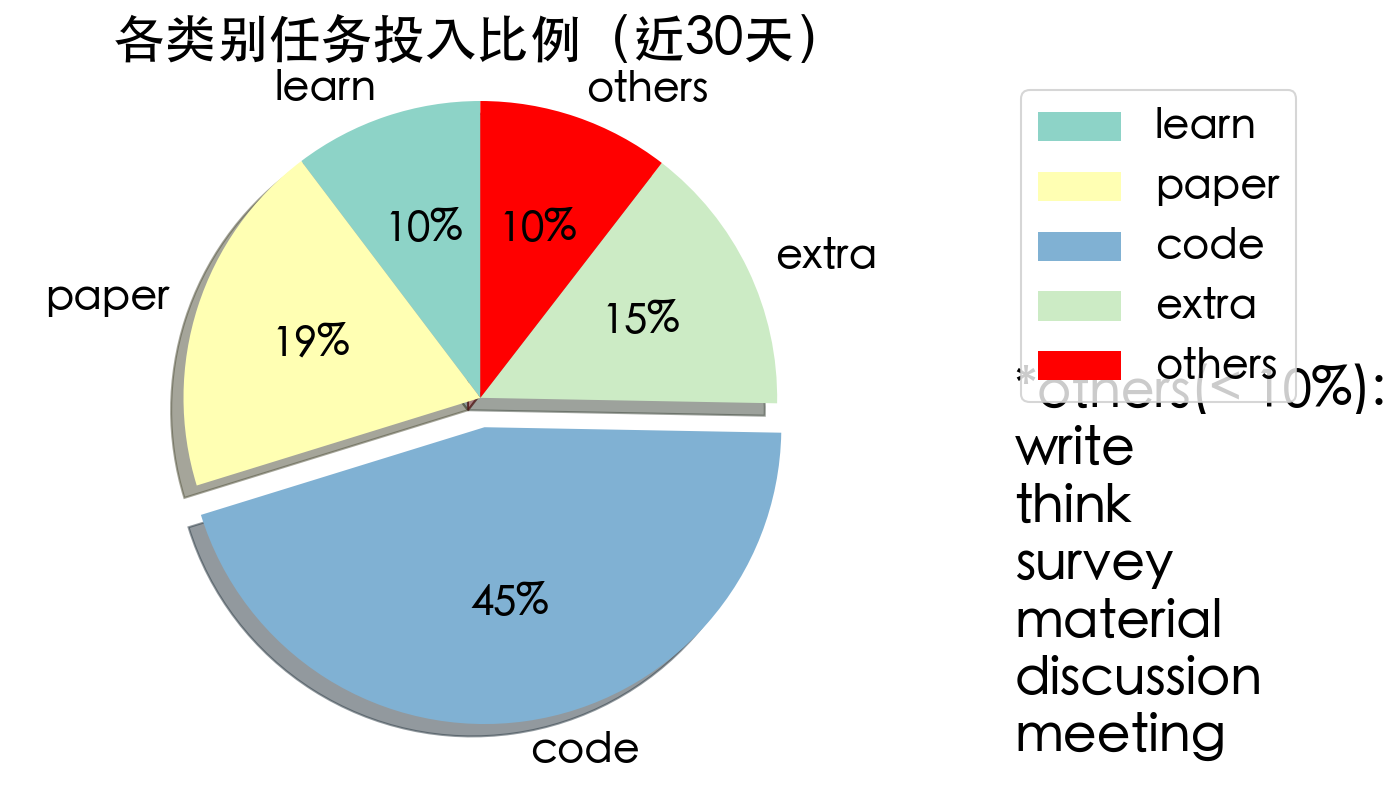 各类别任务投入比例（近30天）
learn
others
10%
10%
extra
15%
paper
19%
45%
code
learn
paper
code
extra
others
*others(< 10%):
write
think
survey
material
discussion
meeting